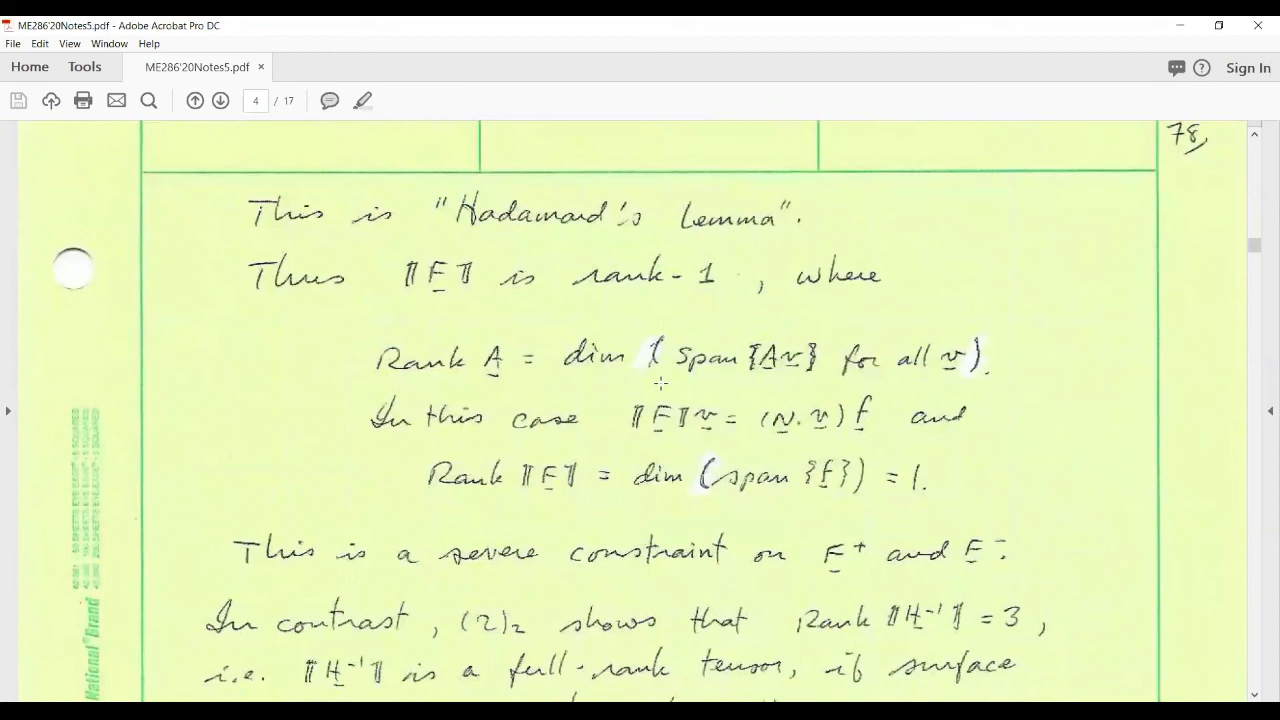 ME286'20Notes5.pdf - Adobe Acrobat Pro DC
File Edit View Window Help
Home Tools ME286'20Notes5.pdf × Sign In
4 / 17
78,
This is "Hadamard's Lemma".
Thus ⟦F⟧ is rank-1 , where
Rank A = dim ( span {Av} for all v).
In this case ⟦F⟧v = (N·v) f and
Rank ⟦F⟧ = dim (span {f}) = 1.
This is a severe constraint on F⁺ and F⁻:
In contrast, (2)₂ shows that Rank ⟦H⁻¹⟧ = 3,
i.e. ⟦H⁻¹⟧ is a full-rank tensor, if surface
National Brand